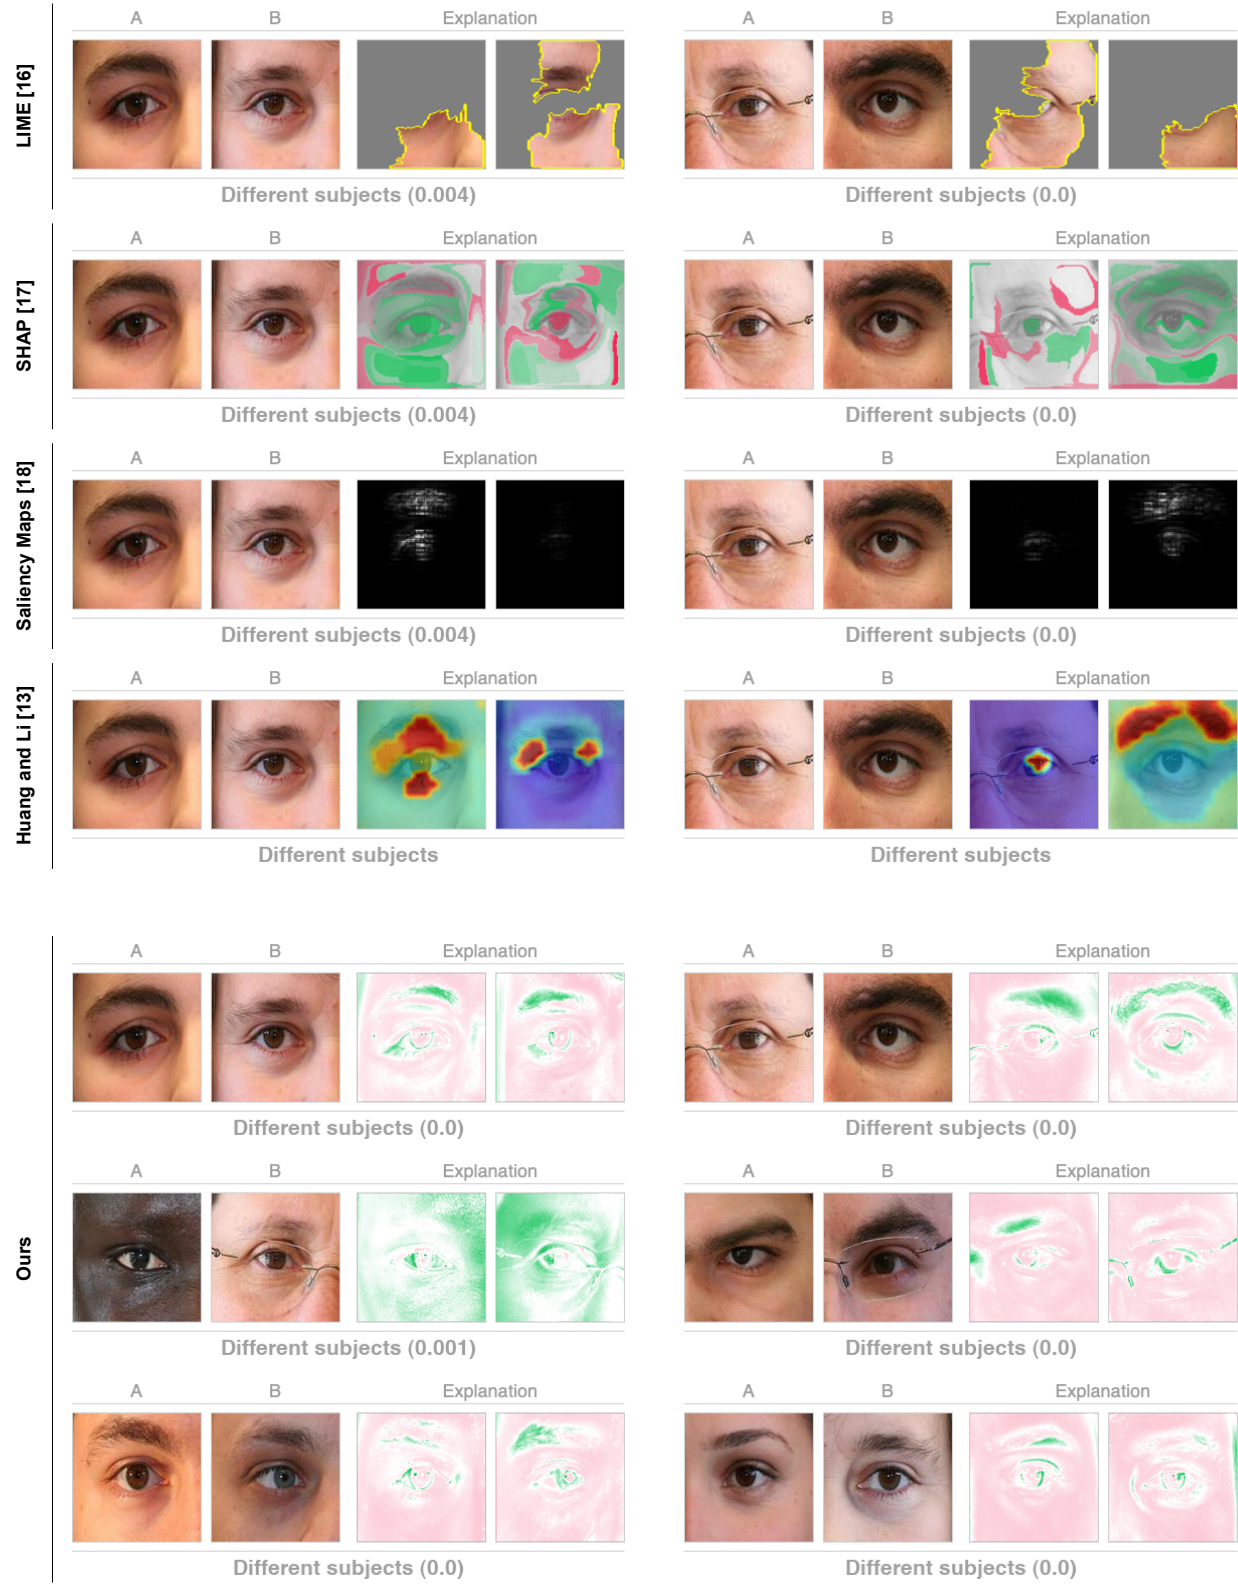 A B Explanation A B Explanation
LIME [16]
Different subjects (0.004) Different subjects (0.0)
A B Explanation A B Explanation
SHAP [17]
Different subjects (0.004) Different subjects (0.0)
A B Explanation A B Explanation
Saliency Maps [18]
Different subjects (0.004) Different subjects (0.0)
A B Explanation A B Explanation
Huang and Li [13]
Different subjects Different subjects
A B Explanation A B Explanation
Different subjects (0.0) Different subjects (0.0)
A B Explanation A B Explanation
Ours
Different subjects (0.001) Different subjects (0.0)
A B Explanation A B Explanation
Different subjects (0.0) Different subjects (0.0)